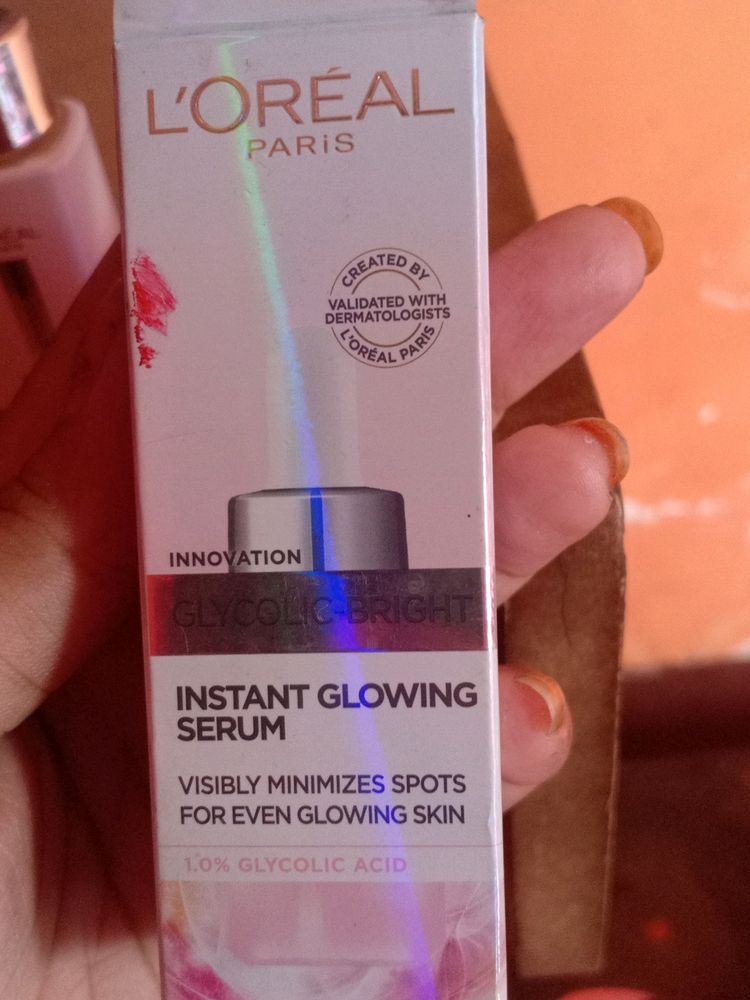 L'ORÉAL
PARiS
CREATED BY
VALIDATED WITH
DERMATOLOGISTS
L'ORÉAL PARIS
INNOVATION
GLYCOLIC-BRIGHT
INSTANT GLOWING
SERUM
VISIBLY MINIMIZES SPOTS
FOR EVEN GLOWING SKIN
1.0% GLYCOLIC ACID